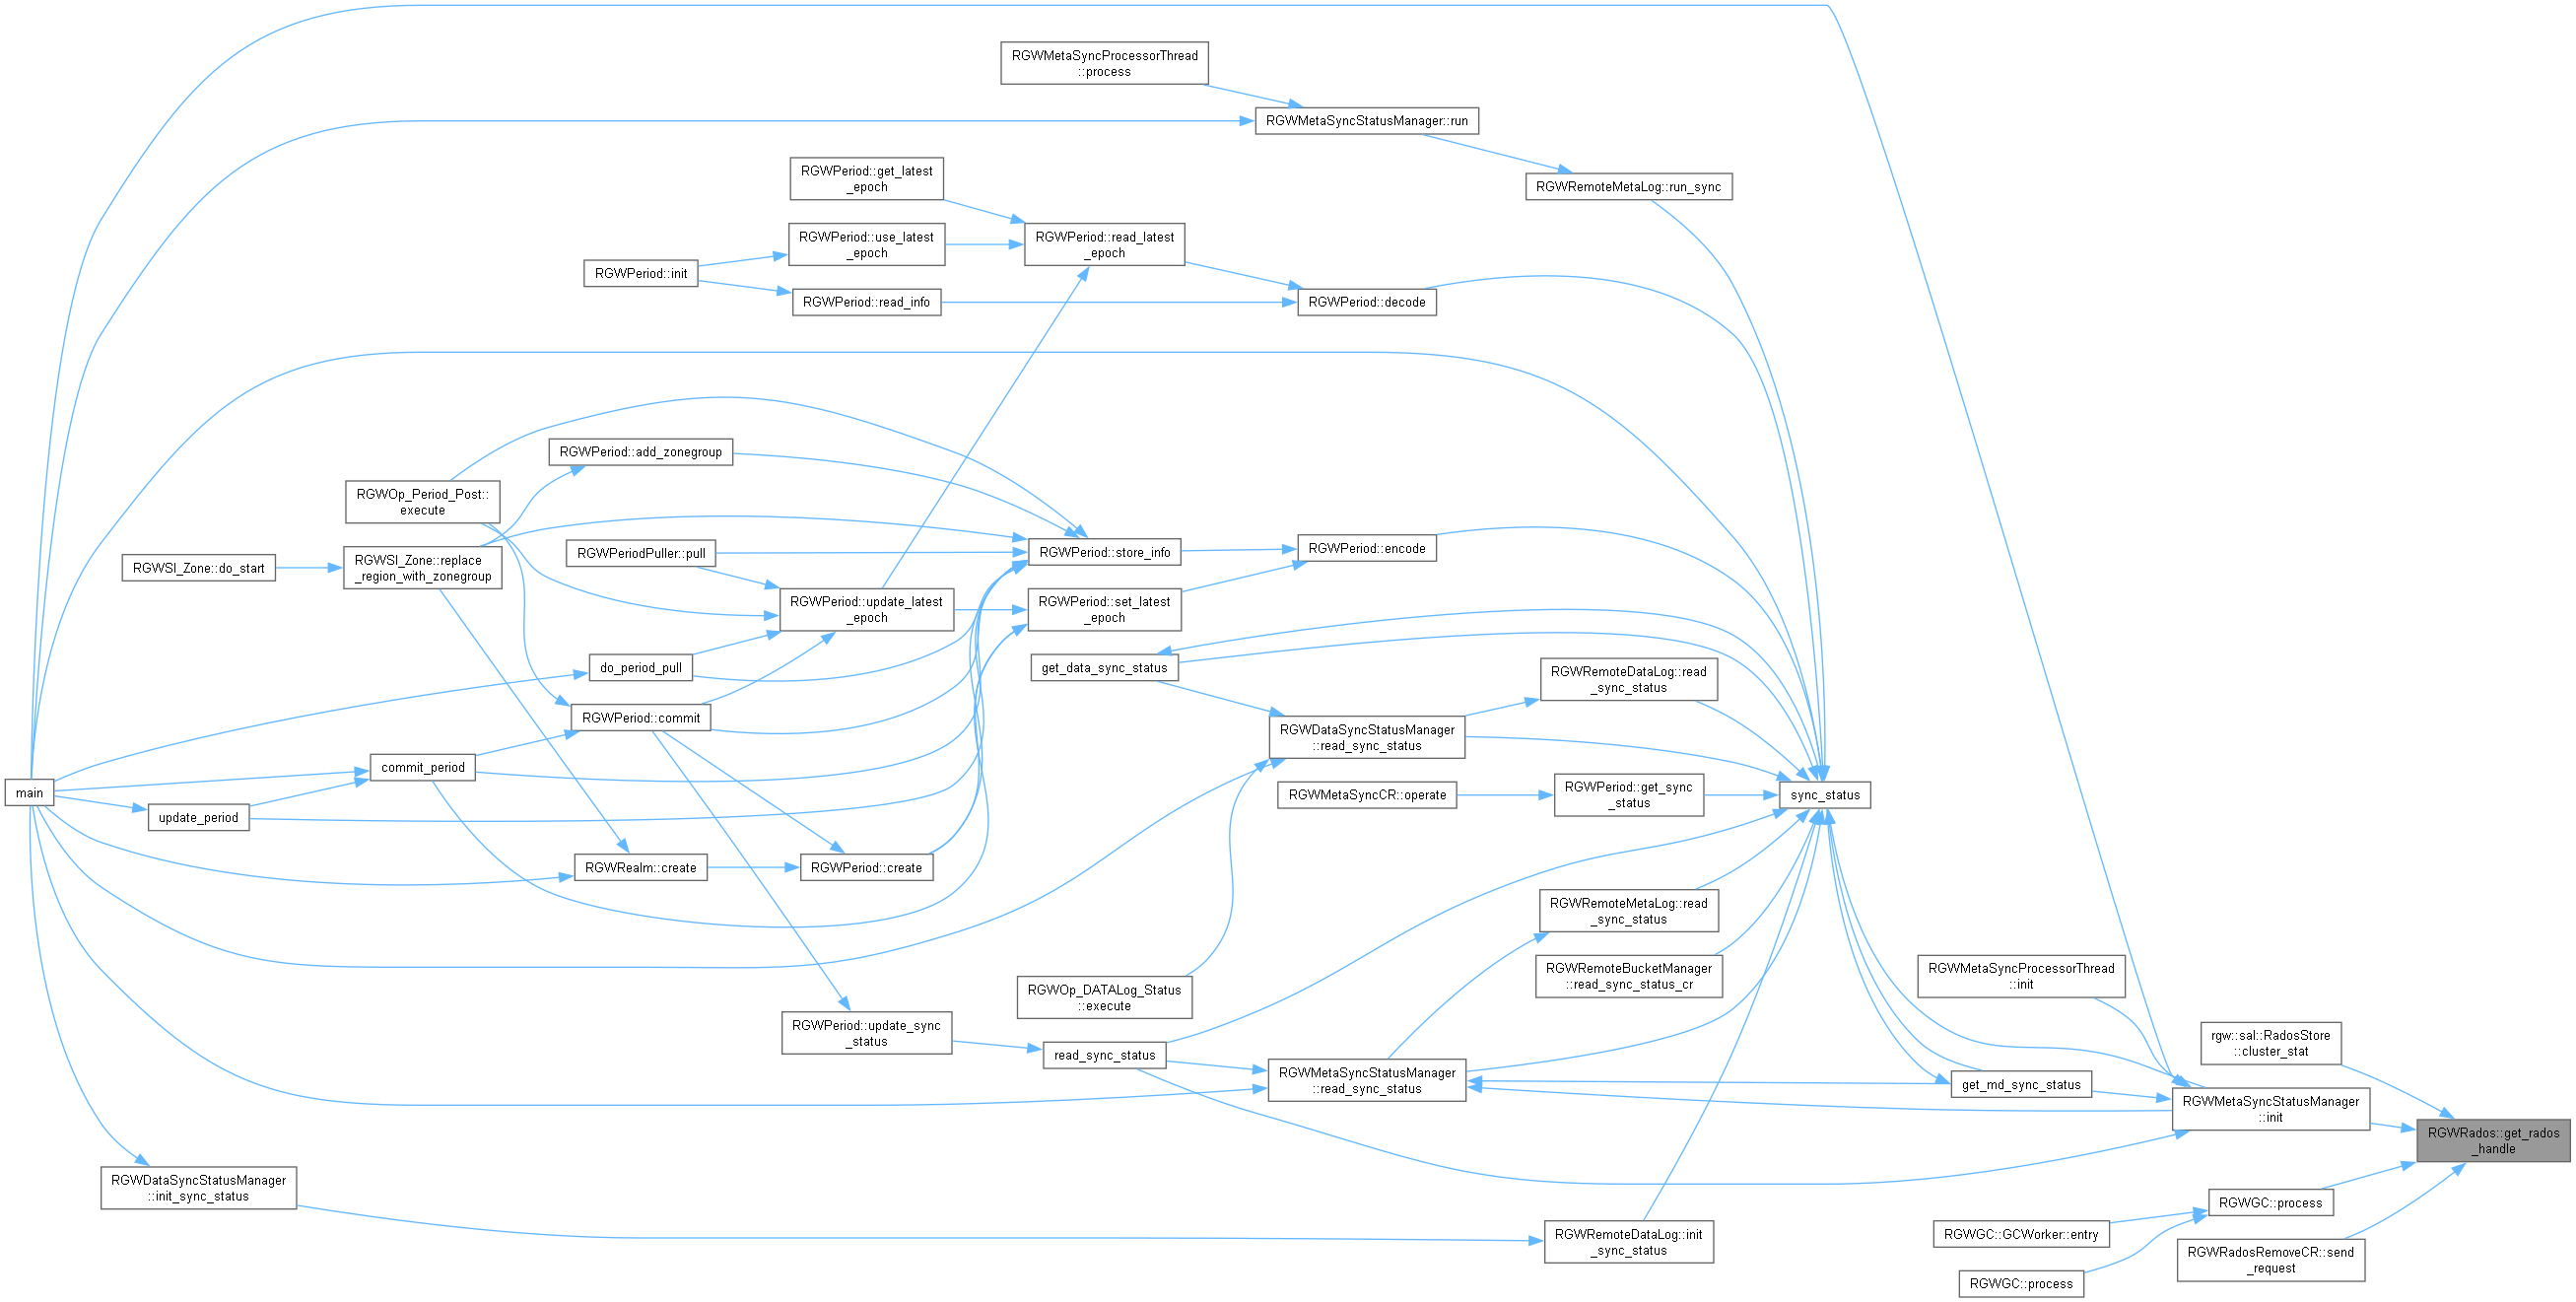 RGWMetaSyncProcessorThread
::process
RGWMetaSyncStatusManager::run
RGWPeriod::get_latest
_epoch
RGWRemoteMetaLog::run_sync
RGWPeriod::use_latest
_epoch
RGWPeriod::read_latest
_epoch
RGWPeriod::init
RGWPeriod::read_info
RGWPeriod::decode
RGWPeriod::add_zonegroup
RGWOp_Period_Post::
execute
RGWPeriodPuller::pull
RGWPeriod::store_info
RGWPeriod::encode
RGWSI_Zone::do_start
RGWSI_Zone::replace
_region_with_zonegroup
RGWPeriod::update_latest
_epoch
RGWPeriod::set_latest
_epoch
do_period_pull
get_data_sync_status
RGWRemoteDataLog::read
_sync_status
RGWPeriod::commit
RGWDataSyncStatusManager
::read_sync_status
commit_period
main
RGWMetaSyncCR::operate
RGWPeriod::get_sync
_status
sync_status
update_period
RGWRealm::create
RGWPeriod::create
RGWRemoteMetaLog::read
_sync_status
RGWOp_DATALog_Status
::execute
RGWRemoteBucketManager
::read_sync_status_cr
RGWMetaSyncProcessorThread
::init
RGWPeriod::update_sync
_status
read_sync_status
rgw::sal::RadosStore
::cluster_stat
RGWMetaSyncStatusManager
::read_sync_status
get_md_sync_status
RGWMetaSyncStatusManager
::init
RGWRados::get_rados
_handle
RGWDataSyncStatusManager
::init_sync_status
RGWGC::process
RGWRemoteDataLog::init
_sync_status
RGWGC::GCWorker::entry
RGWRadosRemoveCR::send
_request
RGWGC::process